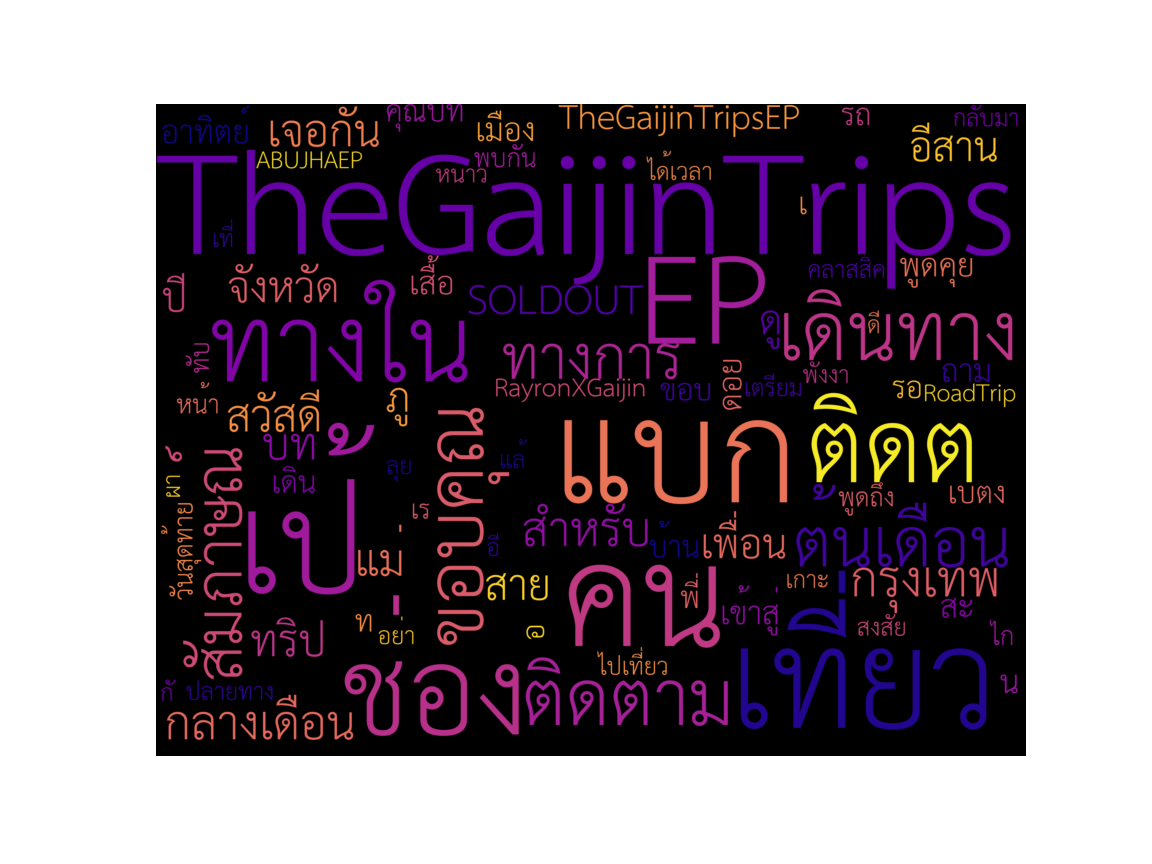 คุณบท
TheGaijinTripsEP
รถ
กลับมา
อาทิตย์
เจอกัน
เมือง
อีสาน
ABUJHAEP
พบกัน
หนาว
ได้เวลา
TheGaijinTrips
เ
เที่
คลาสสิค
พูดคุย
ปี
จังหวัด
เสื้อ
SOLDOUT
EP
ทางใน
ดู
เดินทาง
ดี
ทับ
ทางการ
ดอย
พังงา
ถาม
RayronXGaijin
ขอบ
เตรียม
รอ
RoadTrip
หน้า
สวัสดี
ภู
ขอบคุณ
แบก
ติดต
บท
ลุย
แล้
เดิน
ผา
์
พูดถึง
เบตง
สัมภาษณ์
เป้
เร
สำหรับ
อี
บ้าน
เพื่อน
ต้นเดือน
วันสุดท้าย
แม่
สาย
คน
พี่
เกาะ
กรุงเทพ
เข้าสู่
สะ
ทริป
ท
อย่า
อ
สงสัย
ไก
ช่อง
ไปเที่ยว
เที่ยว
กั
ปลายทาง
ติดตาม
น
กลางเดือน